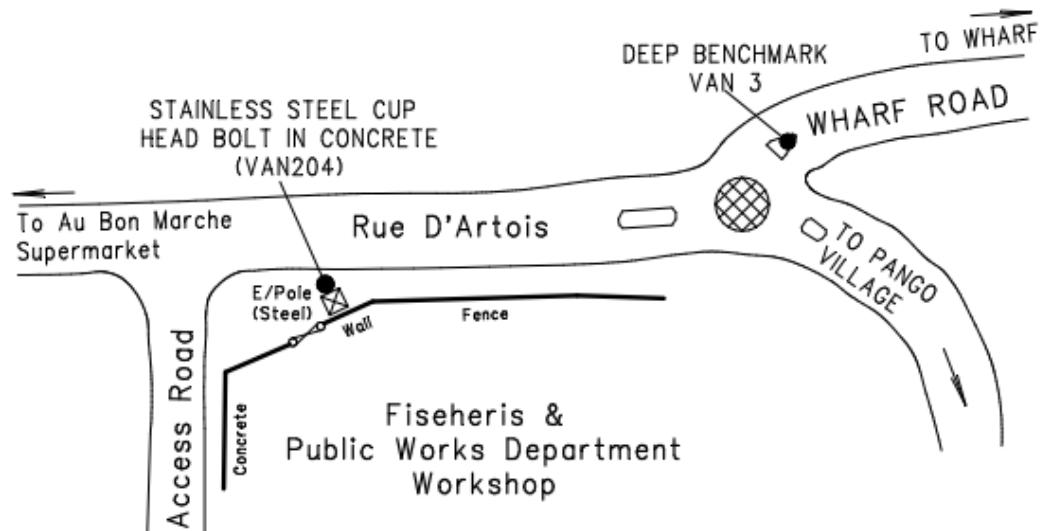 TO WHARF
DEEP BENCHMARK
VAN 3
WHARF ROAD
STAINLESS STEEL CUP
HEAD BOLT IN CONCRETE
(VAN204)
To Au Bon Marche
Supermarket
Rue D'Artois
TO PANGO
VILLAGE
E/Pole
(Steel)
Wall
Fence
Access Road
Concrete
Fiseheris &
Public Works Department
Workshop